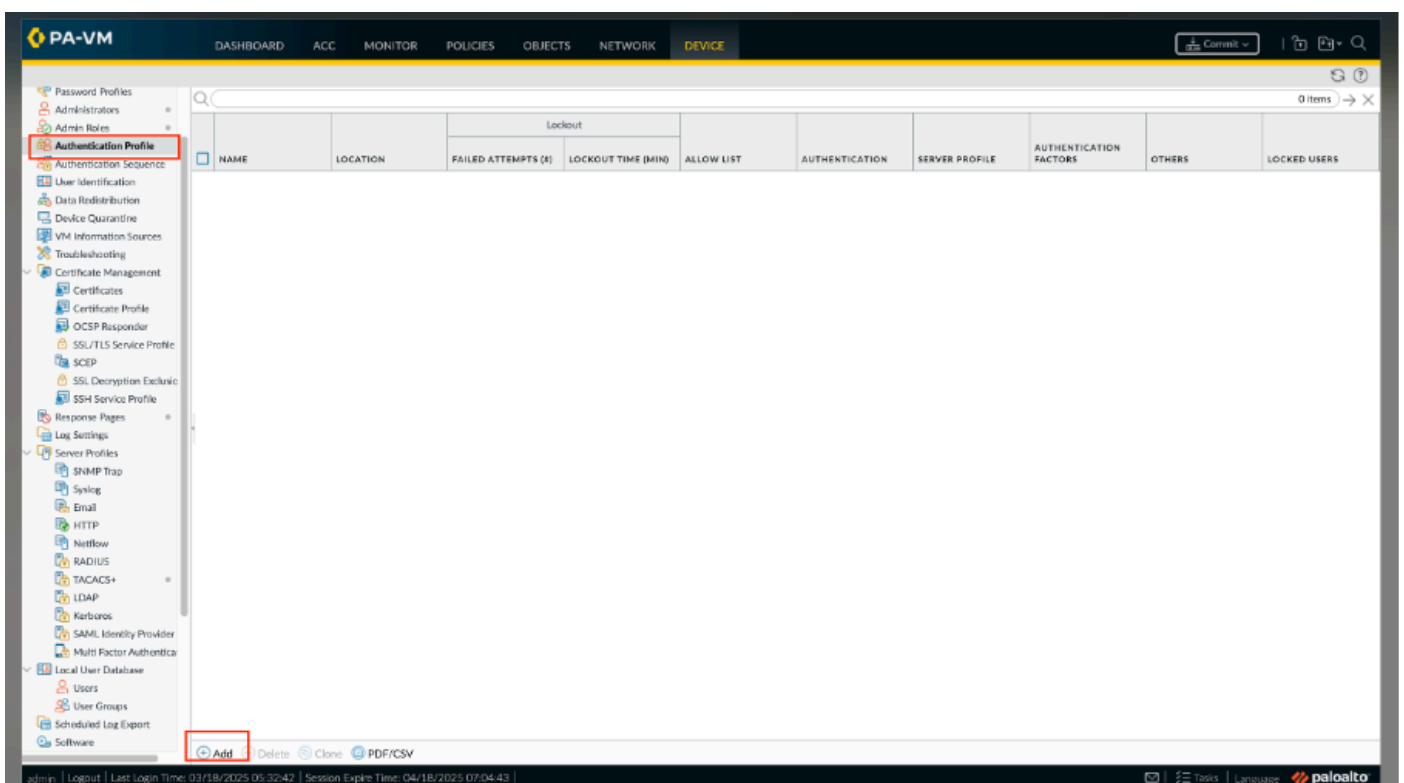 PA-VM
DASHBOARD ACC MONITOR POLICIES OBJECTS NETWORK DEVICE Commit
Password Profiles
0 items
Administrators
Admin Roles
Lockout
Authentication Profile
NAME LOCATION FAILED ATTEMPTS (#) LOCKOUT TIME (MIN) ALLOW LIST AUTHENTICATION SERVER PROFILE AUTHENTICATION FACTORS OTHERS LOCKED USERS
Authentication Sequence
User Identification
Data Redistribution
Device Quarantine
VM Information Sources
Troubleshooting
Certificate Management
Certificates
Certificate Profile
OCSP Responder
SSL/TLS Service Profile
SCEP
SSL Decryption Exclusic
SSH Service Profile
Response Pages
Log Settings
Server Profiles
SNMP Trap
Syslog
Email
HTTP
Netflow
RADIUS
TACACS+
LDAP
Kerberos
SAML Identity Provider
Multi Factor Authentica
Local User Database
Users
User Groups
Scheduled Log Export
Software
Add Delete Clone PDF/CSV
admin | Logout | Last Login Time: 03/18/2025 05:32:42 | Session Expire Time: 04/18/2025 07:04:43 | Tasks | Language paloalto